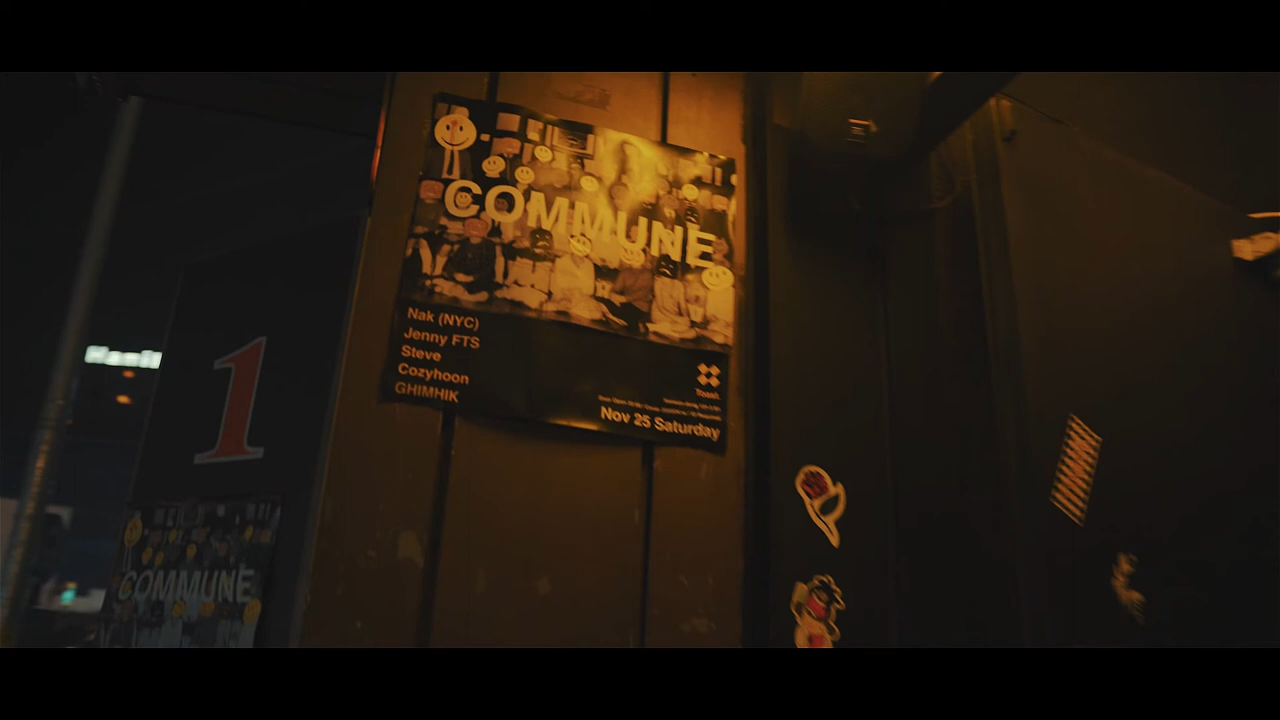 COMMUNE
Nak (NYC)
Jenny FTS
Steve
Cozyhoon
GHIMHIK
Toast.
Nov 25 Saturday
1
COMMUNE